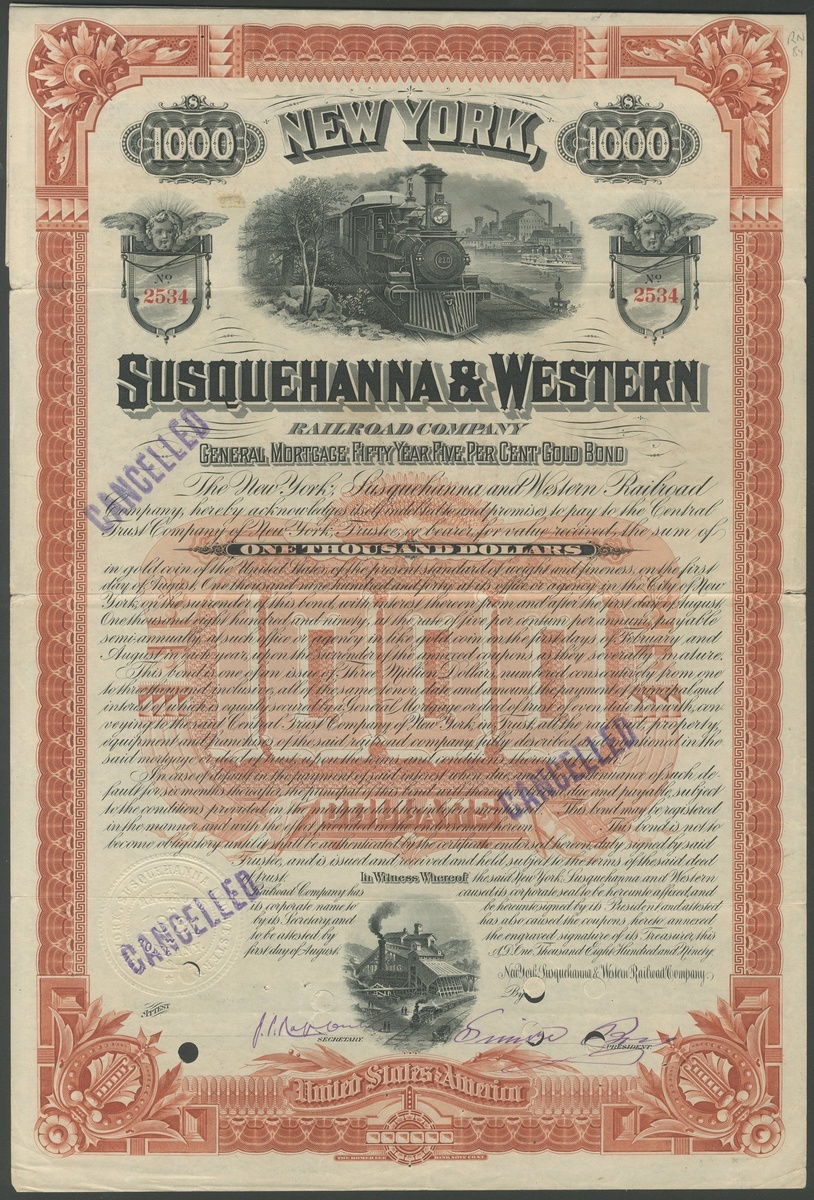 RN
1000
NEW YORK,
1000
No
2534
No
2534
210
SUSQUEHANNA & WESTERN
RAILROAD COMPANY
GENERAL MORTGAGE FIFTY YEAR FIVE PER CENT GOLD BOND
The New York, Susquehanna and Western Railroad
Company, hereby acknowledges itself indebted and promises to pay to the Central
Trust Company of New York, Trustee, or bearer, for value received, the sum of
ONE THOUSAND DOLLARS
in gold coin of the United States, of the present standard of weight and fineness, on the first
day of August, One thousand nine hundred and forty, at its office or agency in the City of New
York, on the surrender of this bond, with interest thereon from and after the first day of August
One thousand eight hundred and ninety, at the rate of five per centum per annum, payable
semi-annually, at such office or agency in like gold coin, on the first days of February and
August, in each year, upon the surrender of the annexed coupons as they severally mature.
This bond is one of an issue of Three Million Dollars, numbered consecutively from one
to three thousand, inclusive, all of the same tenor, date and amount, the payment of principal and
interest of which is equally secured by a General Mortgage or deed of trust of even date herewith, con-
veying to the said Central Trust Company of New York, in Trust, all the railroad, property,
equipment and franchises of the said railroad company, fully described and mentioned in the
said mortgage
In case of default in the payment of said interest when due and the continuance of such de-
fault for six months thereafter, the principal of this bond will thereupon become due and payable, subject
to the conditions provided in said This bond may be registered
in the manner and with the effect provided in the memorandum hereon. This bond is not to
become obligatory until it shall be authenticated by the certificate endorsed hereon, duly signed by said
Trustee, and is issued and received and held, subject to the terms of the said deed
of trust. In Witness Whereof, the said New York, Susquehanna and Western
Railroad Company has caused its corporate seal to be hereunto affixed, and
its corporate name to be hereunto signed by its President and attested
by its Secretary, and has also caused the coupons hereto annexed
to be attested by the engraved signature of its Treasurer, this
first day of August, A.D. One Thousand Eight Hundred and Ninety.
New York, Susquehanna & Western Railroad Company,
By
ATTEST
SECRETARY.
PRESIDENT.
1000
DOLLARS
CANCELLED
CANCELLED
CANCELLED
SUSQUEHANNA
United States of America
THE HOMER LEE BANK NOTE CO. N.Y.